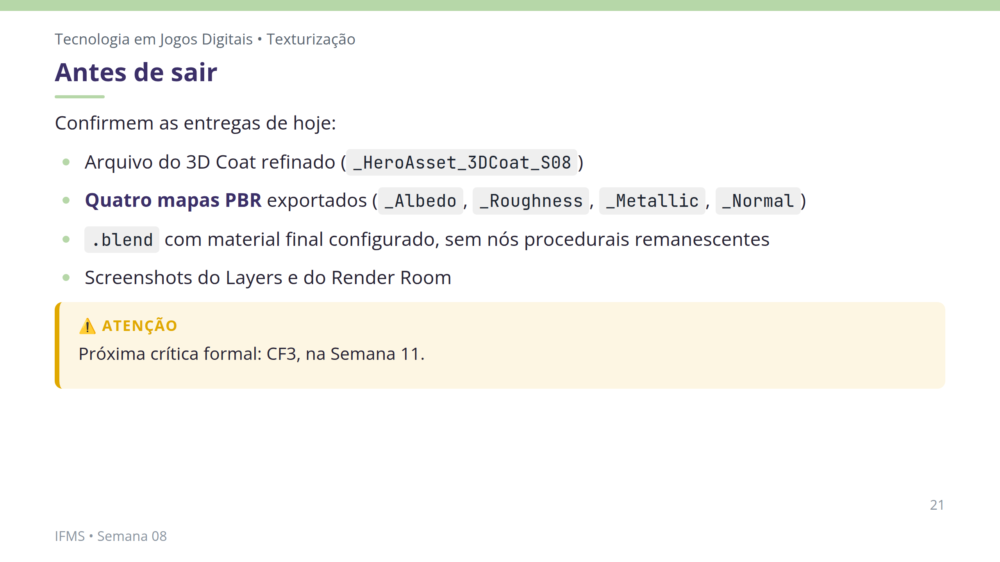 Tecnologia em Jogos Digitais • Texturização
Antes de sair
Confirmem as entregas de hoje:
• Arquivo do 3D Coat refinado (_HeroAsset_3DCoat_S08)
• Quatro mapas PBR exportados (_Albedo, _Roughness, _Metallic, _Normal)
• .blend com material final configurado, sem nós procedurais remanescentes
• Screenshots do Layers e do Render Room
⚠️ ATENÇÃO
Próxima crítica formal: CF3, na Semana 11.
21
IFMS • Semana 08